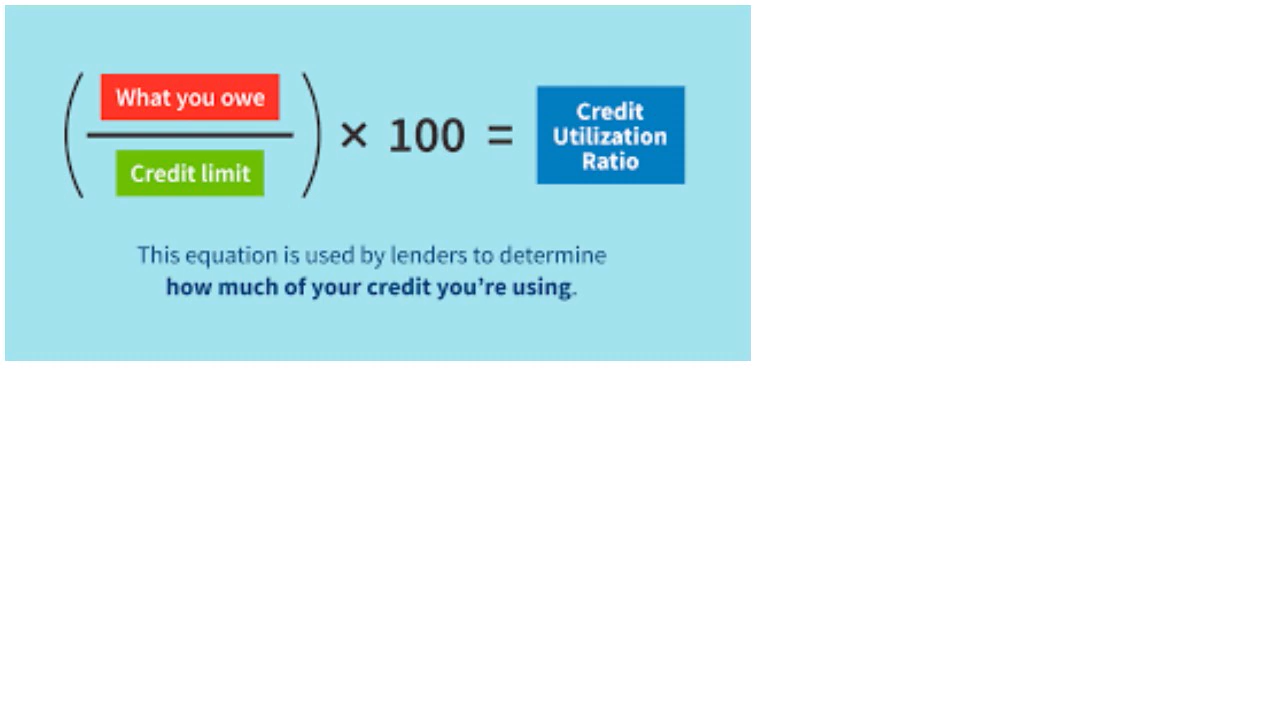 What you owe
Credit limit
× 100 =
Credit
Utilization
Ratio
This equation is used by lenders to determine
how much of your credit you’re using.